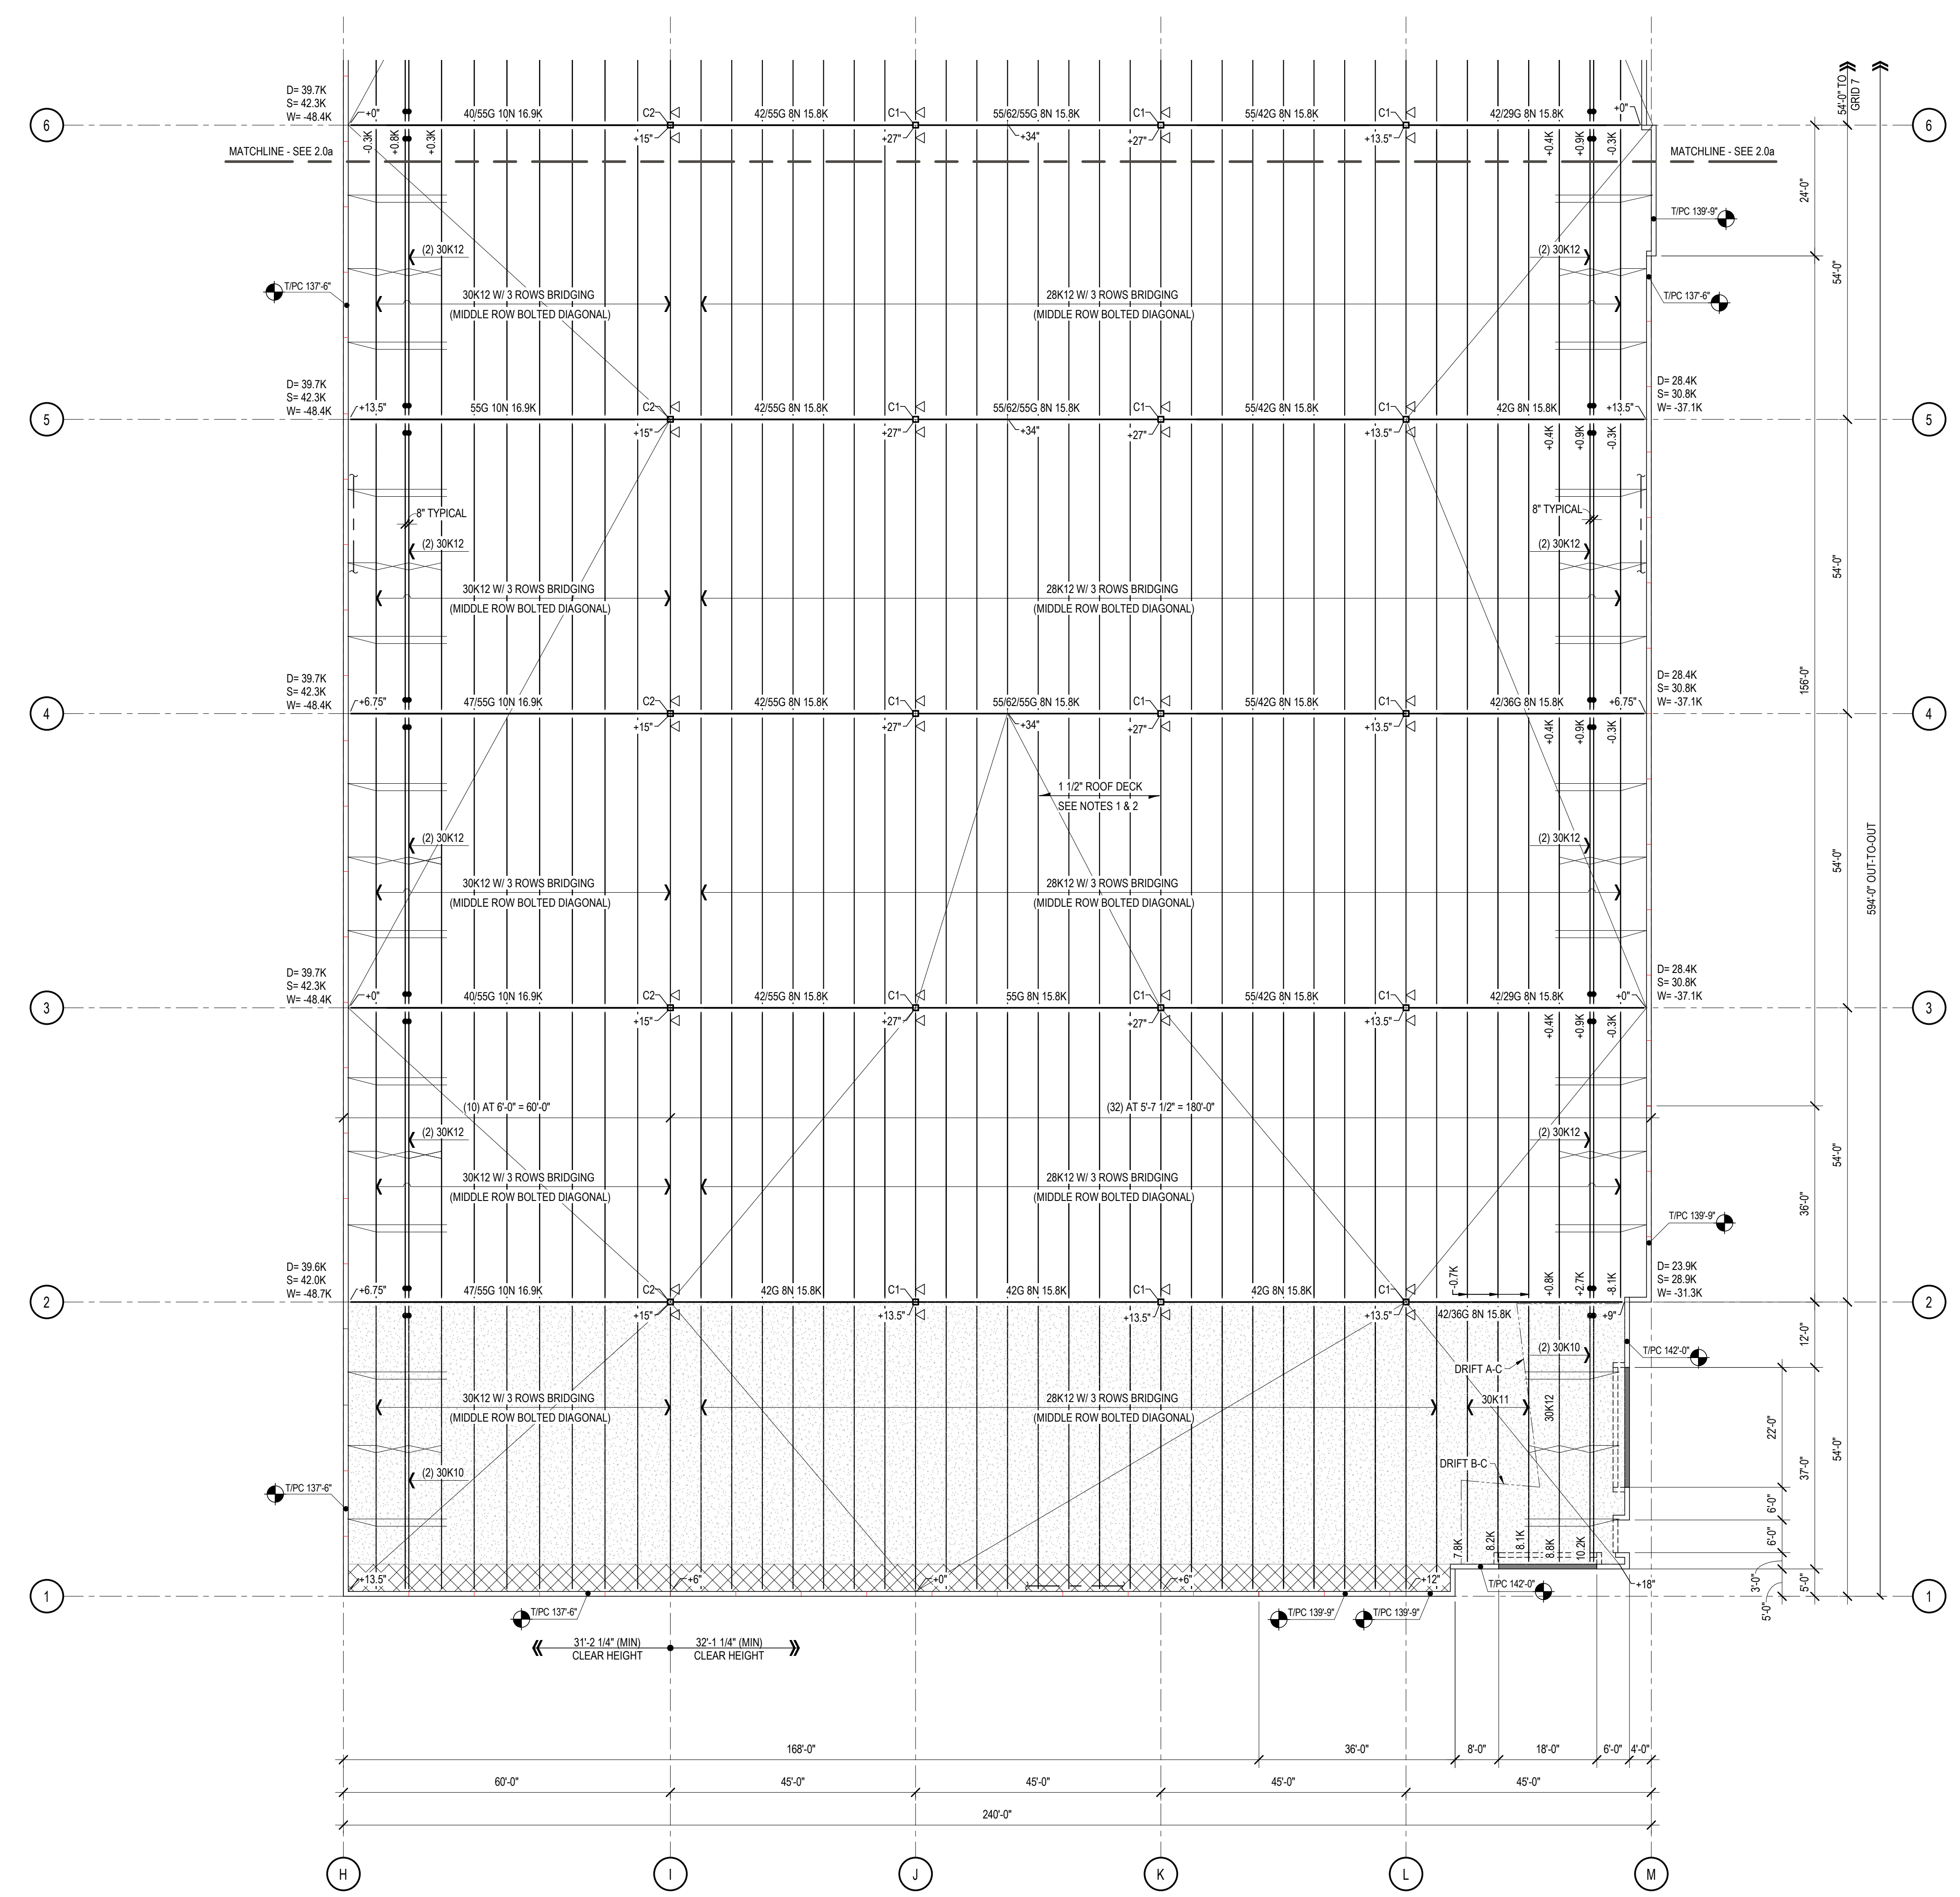 54'-0" TO
GRID 7
D= 39.7K
S= 42.3K
W= -48.4K
+0"
40/55G 10N 16.9K
C2
42/55G 8N 15.8K
C1
55/62/55G 8N 15.8K
C1
55/42G 8N 15.8K
C1
42/29G 8N 15.8K
+0"
6
6
-0.3K
+0.8K
+0.3K
+15"
+27"
+34"
+27"
+13.5"
+0.4K
+0.9K
-0.3K
MATCHLINE - SEE 2.0a
MATCHLINE - SEE 2.0a
24'-0"
T/PC 139'-9"
(2) 30K12
(2) 30K12
54'-0"
T/PC 137'-6"
30K12 W/ 3 ROWS BRIDGING
(MIDDLE ROW BOLTED DIAGONAL)
28K12 W/ 3 ROWS BRIDGING
(MIDDLE ROW BOLTED DIAGONAL)
T/PC 137'-6"
D= 39.7K
S= 42.3K
W= -48.4K
+13.5"
55G 10N 16.9K
C2
42/55G 8N 15.8K
C1
55/62/55G 8N 15.8K
C1
55/42G 8N 15.8K
C1
42G 8N 15.8K
+13.5"
D= 28.4K
S= 30.8K
W= -37.1K
5
5
+15"
+27"
+34"
+27"
+13.5"
+0.4K
+0.9K
-0.3K
8" TYPICAL
8" TYPICAL
(2) 30K12
(2) 30K12
54'-0"
30K12 W/ 3 ROWS BRIDGING
(MIDDLE ROW BOLTED DIAGONAL)
28K12 W/ 3 ROWS BRIDGING
(MIDDLE ROW BOLTED DIAGONAL)
156'-0"
D= 39.7K
S= 42.3K
W= -48.4K
+6.75"
47/55G 10N 16.9K
C2
42/55G 8N 15.8K
C1
55/62/55G 8N 15.8K
C1
55/42G 8N 15.8K
C1
42/36G 8N 15.8K
+6.75"
D= 28.4K
S= 30.8K
W= -37.1K
4
4
+15"
+27"
+34"
+27"
+13.5"
+0.4K
+0.9K
-0.3K
1 1/2" ROOF DECK
SEE NOTES 1 & 2
(2) 30K12
(2) 30K12
54'-0"
594'-0" OUT-TO-OUT
30K12 W/ 3 ROWS BRIDGING
(MIDDLE ROW BOLTED DIAGONAL)
28K12 W/ 3 ROWS BRIDGING
(MIDDLE ROW BOLTED DIAGONAL)
D= 39.7K
S= 42.3K
W= -48.4K
+0"
40/55G 10N 16.9K
C2
42/55G 8N 15.8K
C1
55G 8N 15.8K
C1
55/42G 8N 15.8K
C1
42/29G 8N 15.8K
+0"
D= 28.4K
S= 30.8K
W= -37.1K
3
3
+15"
+27"
+27"
+13.5"
+0.4K
+0.9K
-0.3K
(10) AT 6'-0" = 60'-0"
(32) AT 5'-7 1/2" = 180'-0"
(2) 30K12
(2) 30K12
54'-0"
30K12 W/ 3 ROWS BRIDGING
(MIDDLE ROW BOLTED DIAGONAL)
28K12 W/ 3 ROWS BRIDGING
(MIDDLE ROW BOLTED DIAGONAL)
36'-0"
T/PC 139'-9"
D= 39.6K
S= 42.0K
W= -48.7K
+6.75"
47/55G 10N 16.9K
C2
42G 8N 15.8K
C1
42G 8N 15.8K
C1
42G 8N 15.8K
C1
-0.7K
+0.8K
+2.7K
-8.1K
D= 23.9K
S= 28.9K
W= -31.3K
2
2
+15"
+13.5"
+13.5"
+13.5"
42/36G 8N 15.8K
+9"
12'-0"
T/PC 142'-0"
(2) 30K10
DRIFT A-C
30K12 W/ 3 ROWS BRIDGING
(MIDDLE ROW BOLTED DIAGONAL)
28K12 W/ 3 ROWS BRIDGING
(MIDDLE ROW BOLTED DIAGONAL)
30K11
30K12
22'-0"
37'-0"
54'-0"
(2) 30K10
DRIFT B-C
T/PC 137'-6"
6'-0"
6'-0"
7.8K
8.2K
8.1K
8.8K
10.2K
+13.5"
+6"
+0"
+6"
+12"
T/PC 142'-0"
+18"
3'-0"
5'-0"
5'-0"
1
1
T/PC 137'-6"
T/PC 139'-9"
T/PC 139'-9"
31'-2 1/4" (MIN)
CLEAR HEIGHT
32'-1 1/4" (MIN)
CLEAR HEIGHT
168'-0"
36'-0"
8'-0"
18'-0"
6'-0"
4'-0"
60'-0"
45'-0"
45'-0"
45'-0"
45'-0"
240'-0"
H
I
J
K
L
M